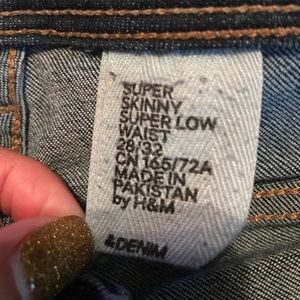 SUPER
SKINNY
SUPER LOW
WAIST
28/32
CN 165/72A
MADE IN
PAKISTAN
by H&M
&DENIM